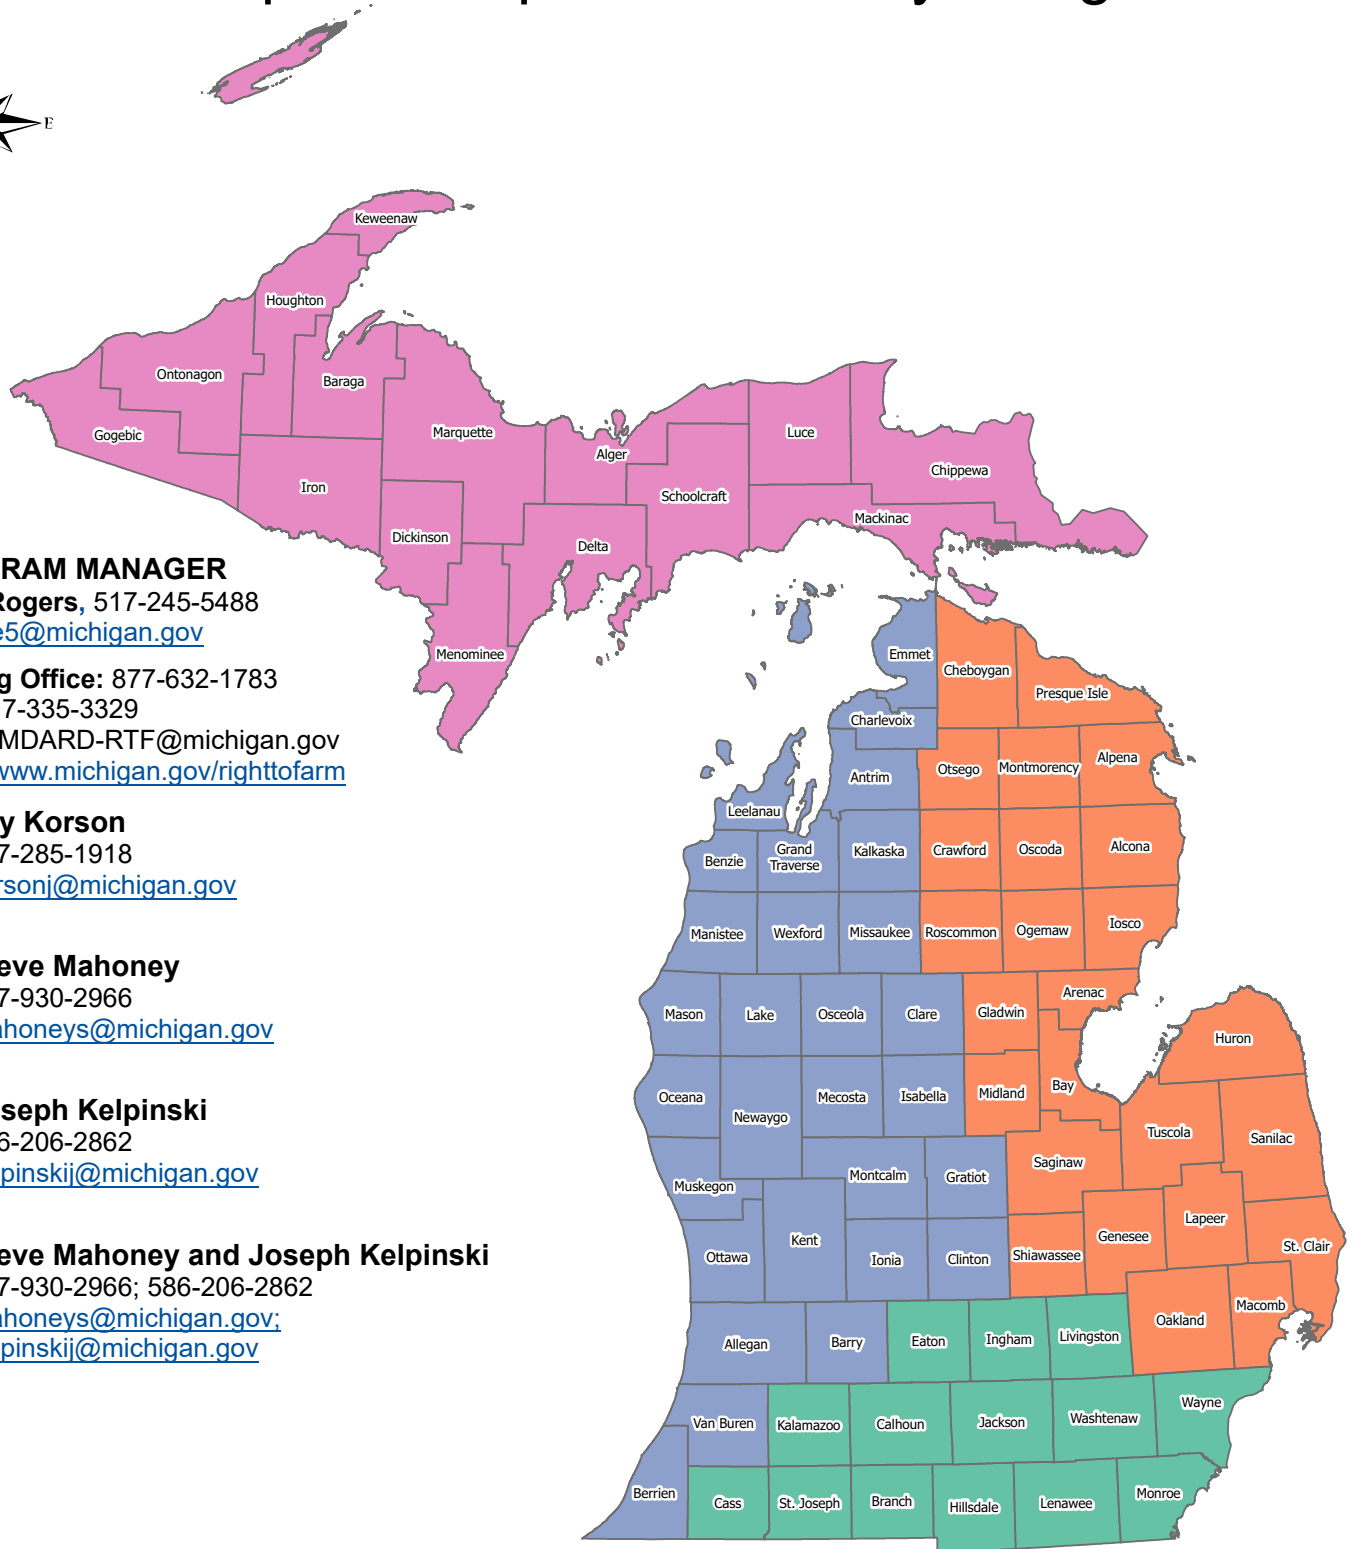 E
Keweenaw
Houghton
Ontonagon
Baraga
Gogebic
Marquette
Luce
Alger
Chippewa
Iron
Schoolcraft
Mackinac
Dickinson
Delta
Menominee
RAM MANAGER
Rogers, 517-245-5488
e5@michigan.gov
g Office: 877-632-1783
7-335-3329
MDARD-RTF@michigan.gov
www.michigan.gov/righttofarm
y Korson
7-285-1918
rsonj@michigan.gov
eve Mahoney
7-930-2966
ahoneys@michigan.gov
seph Kelpinski
6-206-2862
pinskij@michigan.gov
eve Mahoney and Joseph Kelpinski
7-930-2966; 586-206-2862
ahoneys@michigan.gov;
pinskij@michigan.gov
Emmet
Cheboygan
Presque Isle
Charlevoix
Antrim
Otsego
Montmorency
Alpena
Leelanau
Benzie
Grand
Traverse
Kalkaska
Crawford
Oscoda
Alcona
Manistee
Wexford
Missaukee
Roscommon
Ogemaw
Iosco
Mason
Lake
Osceola
Clare
Gladwin
Arenac
Huron
Oceana
Newaygo
Mecosta
Isabella
Midland
Bay
Tuscola
Sanilac
Muskegon
Montcalm
Gratiot
Saginaw
Lapeer
Ottawa
Kent
Ionia
Clinton
Shiawassee
Genesee
St. Clair
Allegan
Barry
Eaton
Ingham
Livingston
Oakland
Macomb
Van Buren
Kalamazoo
Calhoun
Jackson
Washtenaw
Wayne
Berrien
Cass
St. Joseph
Branch
Hillsdale
Lenawee
Monroe